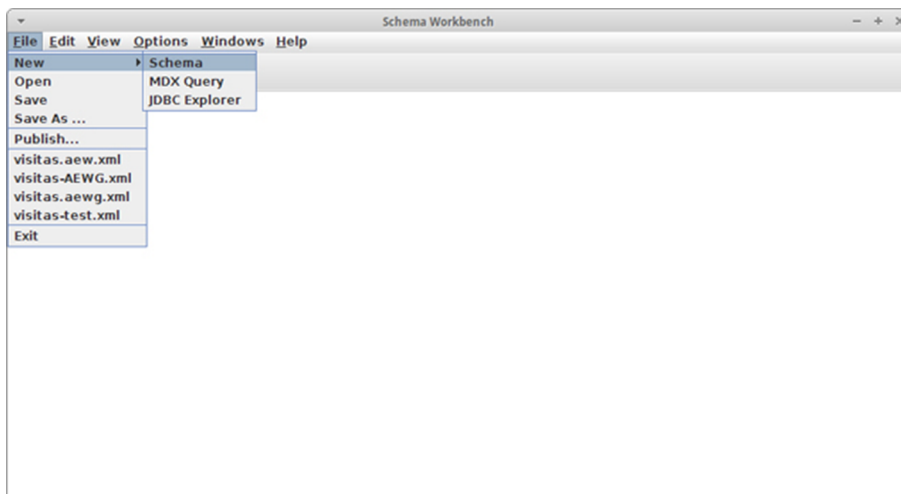 Schema Workbench
File Edit View Options Windows Help
New
Open
Save
Save As ...
Publish...
visitas.aew.xml
visitas-AEWG.xml
visitas.aewg.xml
visitas-test.xml
Exit
Schema
MDX Query
JDBC Explorer